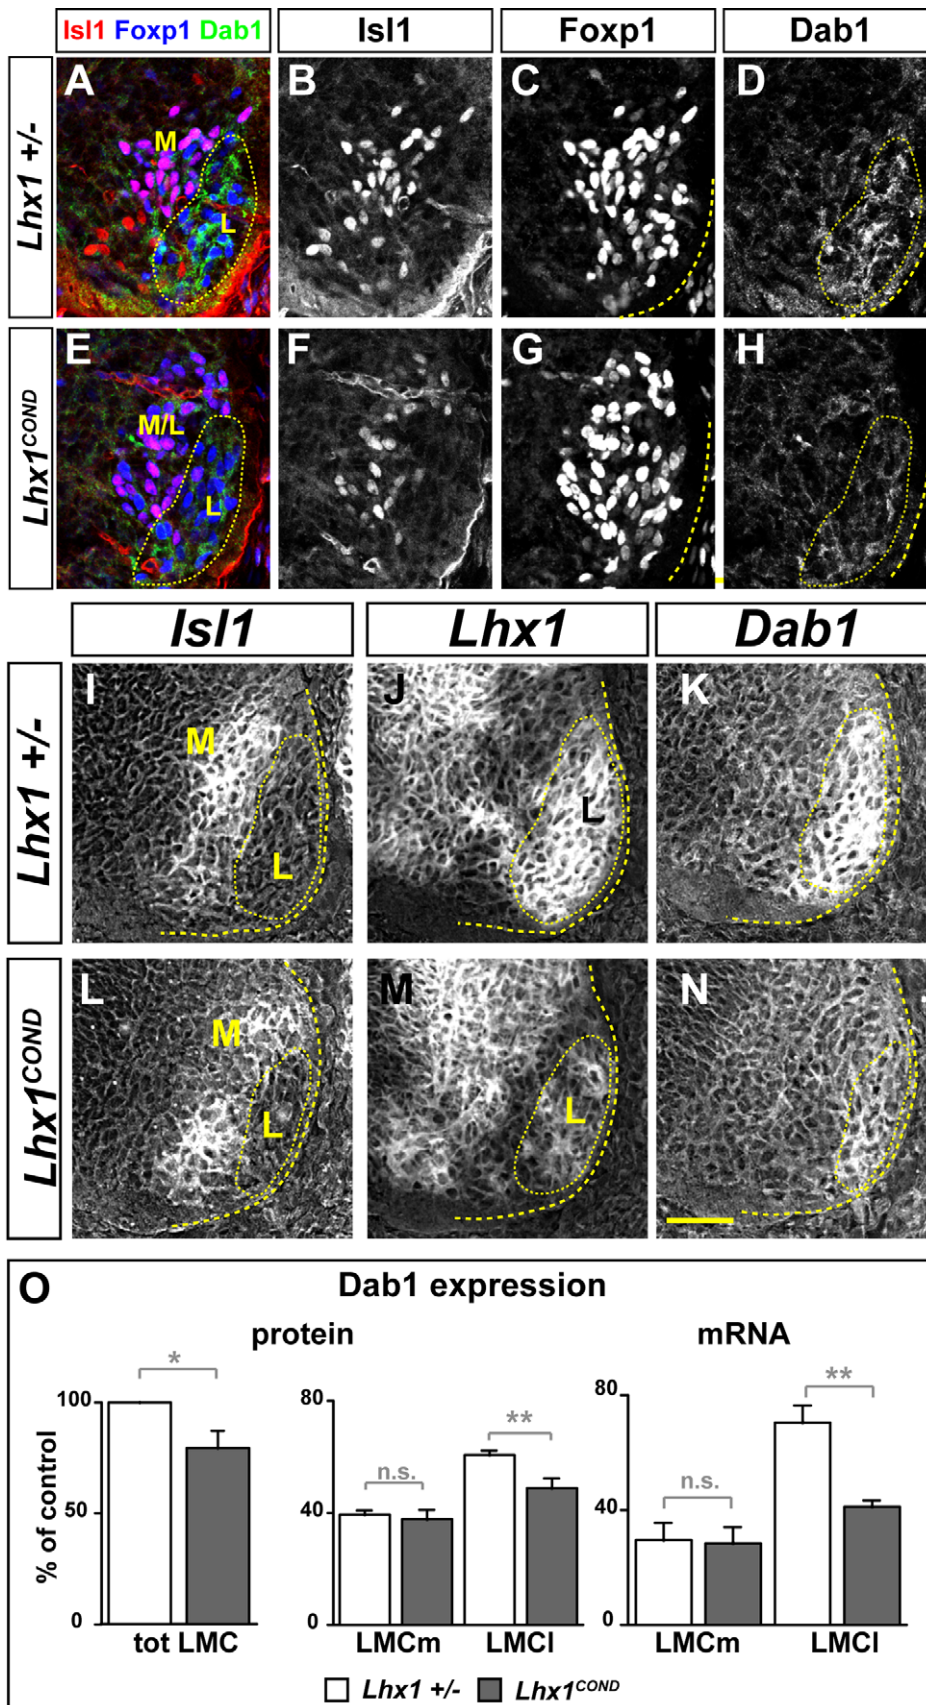 Isl1 Foxp1 Dab1 Isl1 Foxp1 Dab1
Lhx1 +/-
A B C D
M
L
Lhx1COND
E F G H
M/L
L
Isl1 Lhx1 Dab1
Lhx1 +/-
I J K
M
L
L
Lhx1COND
L M N
M
L
L
O Dab1 expression
protein mRNA
% of control
100
50
0
*
tot LMC
80
40
0
n.s.
**
LMCm LMCl
80
40
0
n.s.
**
LMCm LMCl
Lhx1 +/- Lhx1COND